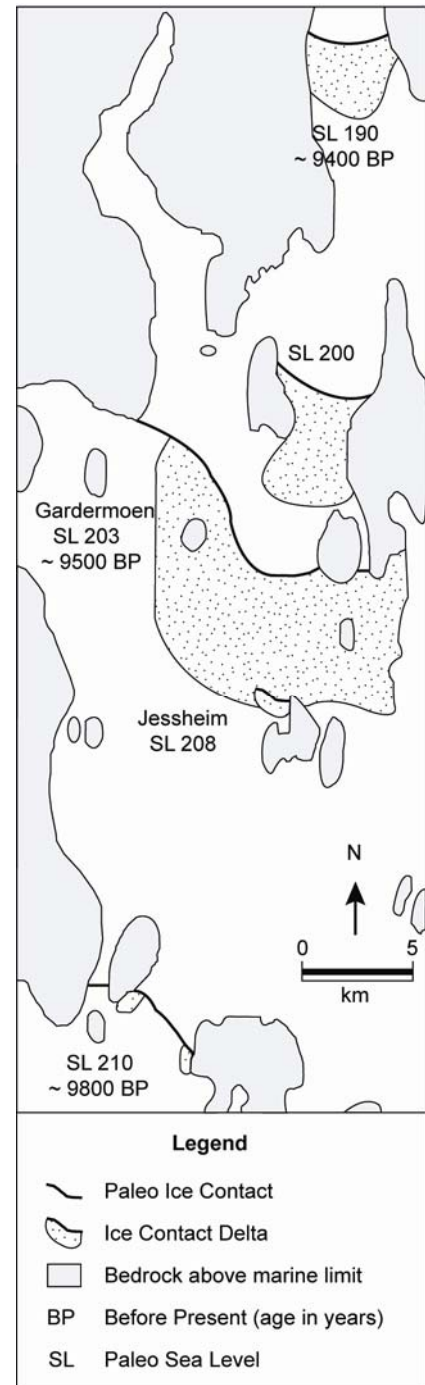 SL 190
~ 9400 BP
SL 200
Gardermoen
SL 203
~ 9500 BP
Jessheim
SL 208
N
0 5
km
SL 210
~ 9800 BP
Legend
Paleo Ice Contact
Ice Contact Delta
Bedrock above marine limit
BP Before Present (age in years)
SL Paleo Sea Level